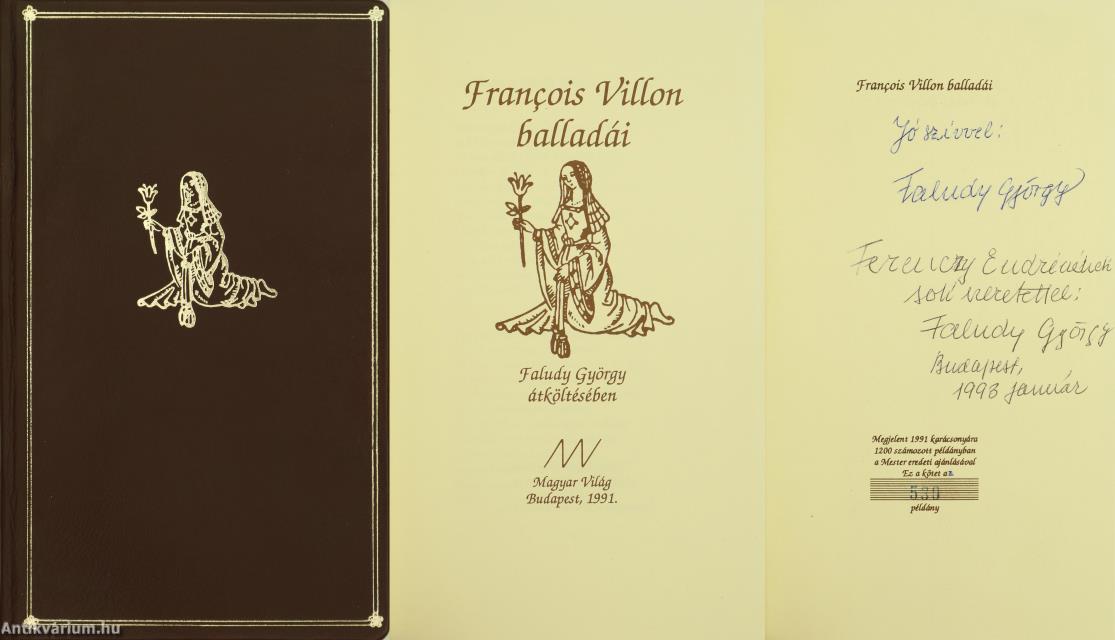 François Villon
balladái
Faludy György
átköltésében
Magyar Világ
Budapest, 1991.
François Villon balladái
Jó szívvel:
Faludy György
Ferenczy Endrénének
sok szeretettel:
Faludy György
Budapest,
1993 január
Megjelent 1991 karácsonyára
1200 számozott példányban
a Mester eredeti ajánlásával
Ez a kötet az
530
példány
Antikvárium.hu